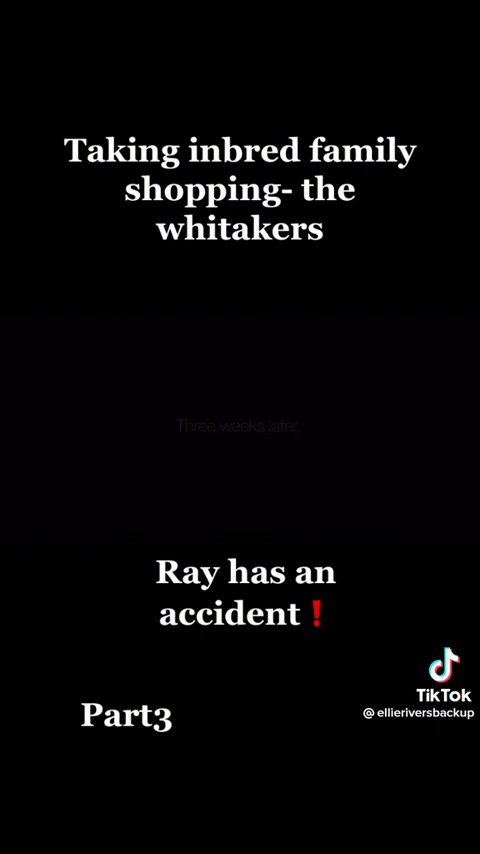 Taking inbred family
shopping- the
whitakers
Three weeks later.
Ray has an
accident❗
TikTok
@ellieriversbackup
Part3